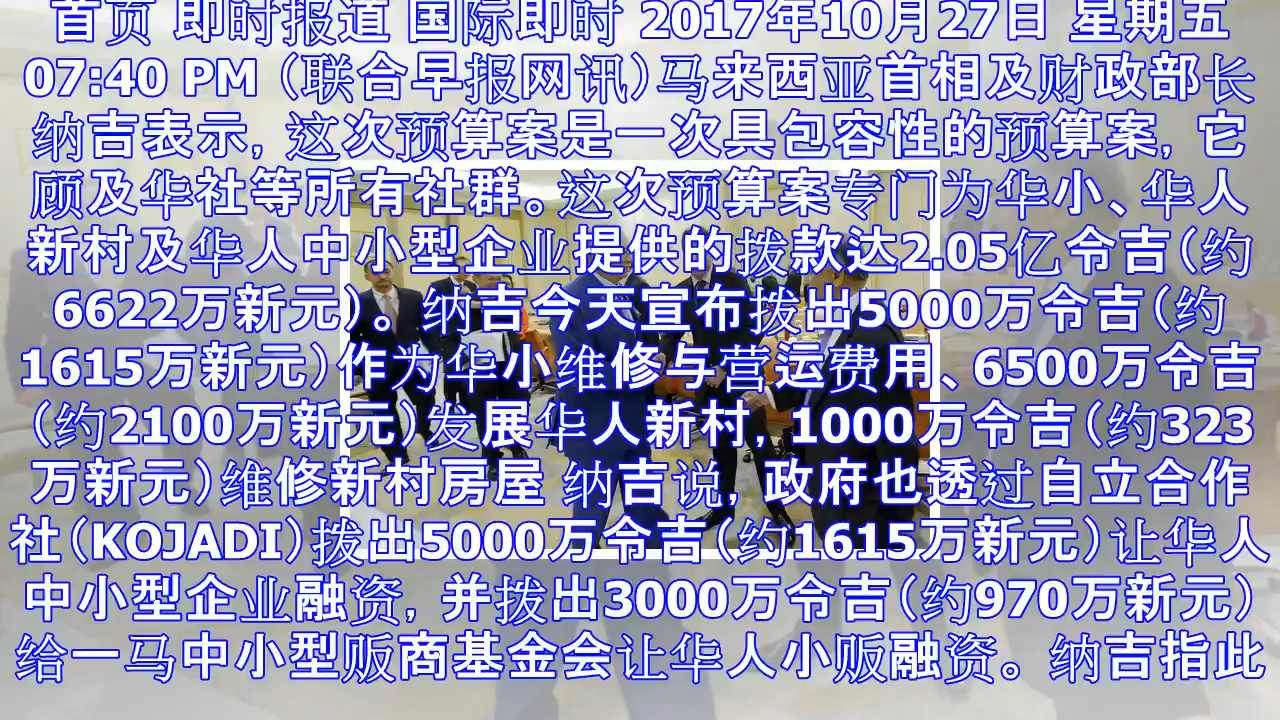 首页 即时报道 国际即时 2017年10月27日 星期五
07:40 PM (联合早报网讯)马来西亚首相及财政部长
纳吉表示, 这次预算案是一次具包容性的预算案, 它
顾及华社等所有社群。这次预算案专门为华小、华人
新村及华人中小型企业提供的拨款达2.05亿令吉(约
6622万新元)。 纳吉今天宣布拨出5000万令吉(约
1615万新元)作为华小维修与营运费用、6500万令吉
(约2100万新元)发展华人新村, 1000万令吉(约323
万新元)维修新村房屋 纳吉说, 政府也透过自立合作
社(KOJADI)拨出5000万令吉(约1615万新元)让华人
中小型企业融资, 并拨出3000万令吉(约970万新元)
给一马中小型贩商基金会让华人小贩融资。 纳吉指此